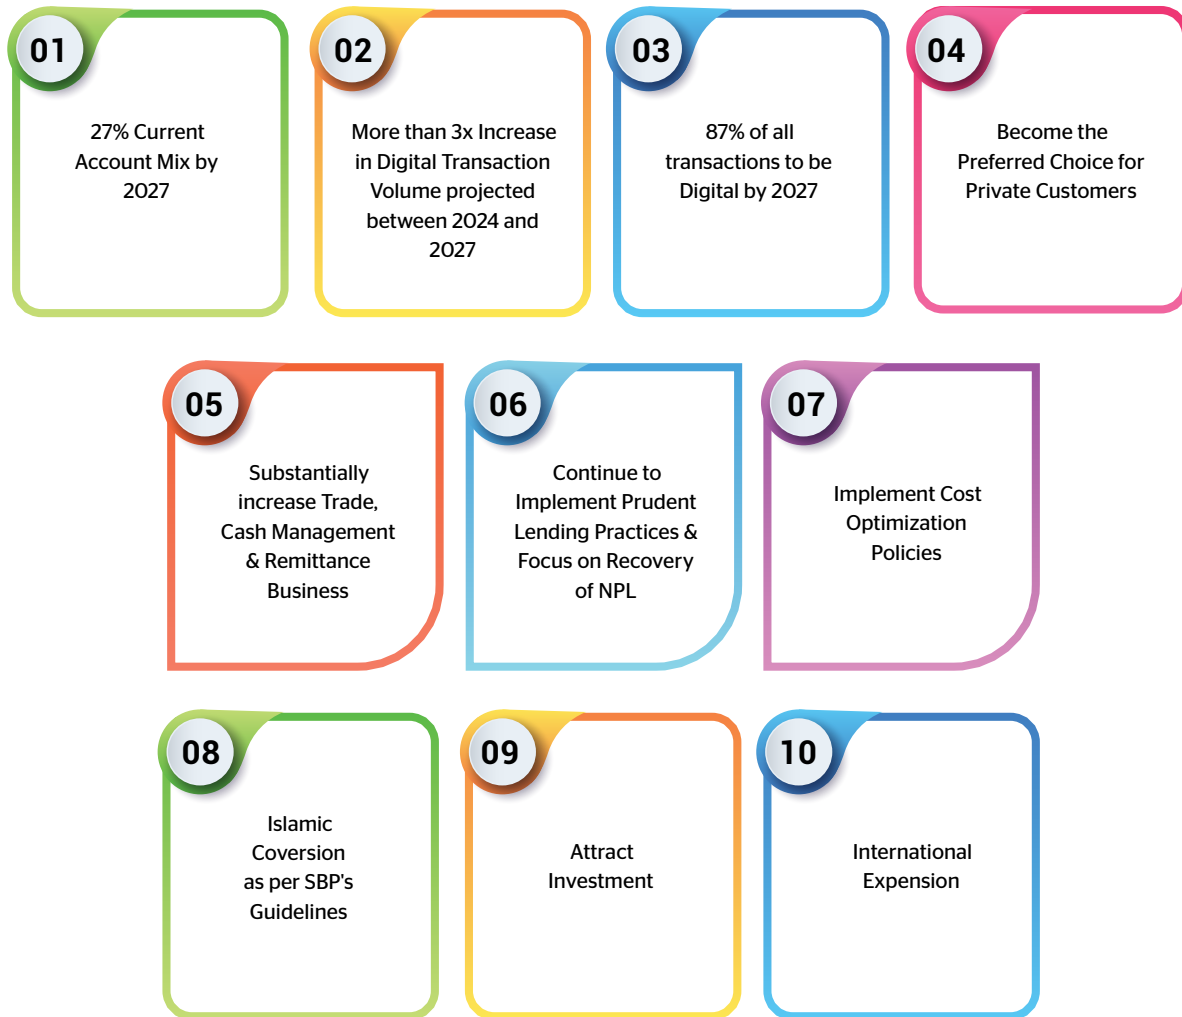 01
27% Current
Account Mix by
2027
02
More than 3x Increase
in Digital Transaction
Volume projected
between 2024 and
2027
03
87% of all
transactions to be
Digital by 2027
04
Become the
Preferred Choice for
Private Customers
05
Substantially
increase Trade,
Cash Management
& Remittance
Business
06
Continue to
Implement Prudent
Lending Practices &
Focus on Recovery
of NPL
07
Implement Cost
Optimization
Policies
08
Islamic
Coversion
as per SBP's
Guidelines
09
Attract
Investment
10
International
Expension